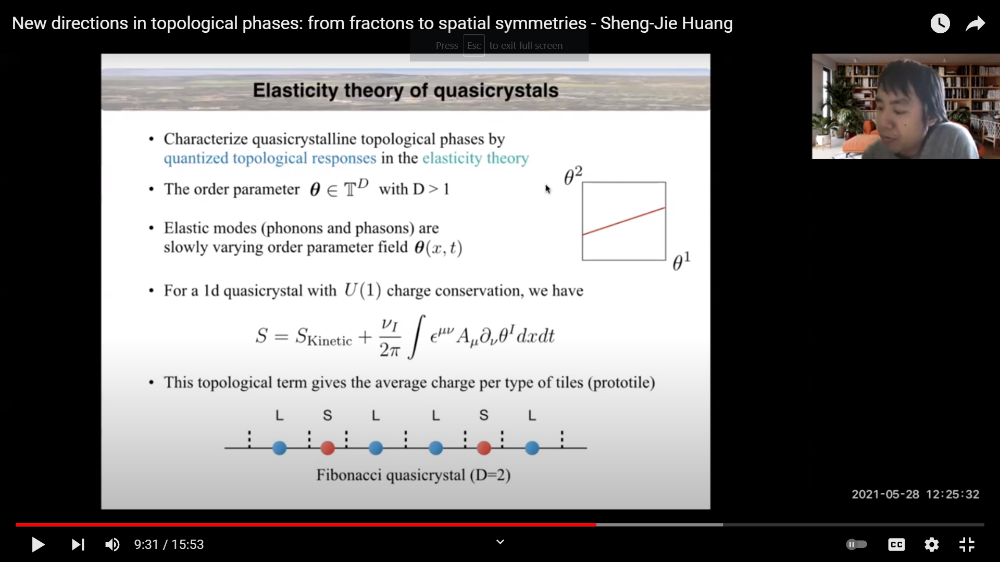 New directions in topological phases: from fractons to spatial symmetries - Sheng-Jie Huang
Press Esc to exit full screen
Elasticity theory of quasicrystals
• Characterize quasicrystalline topological phases by
quantized topological responses in the elasticity theory
• The order parameter θ ∈ 𝕋^D with D > 1
θ²
• Elastic modes (phonons and phasons) are
slowly varying order parameter field θ(x, t)
θ¹
• For a 1d quasicrystal with U(1) charge conservation, we have
S = S_Kinetic + ν_I/2π ∫ ϵ^{μν} A_μ ∂_ν θ^I dxdt
• This topological term gives the average charge per type of tiles (prototile)
L S L L S L
Fibonacci quasicrystal (D=2)
2021-05-28 12:25:32
9:31 / 15:53
CC